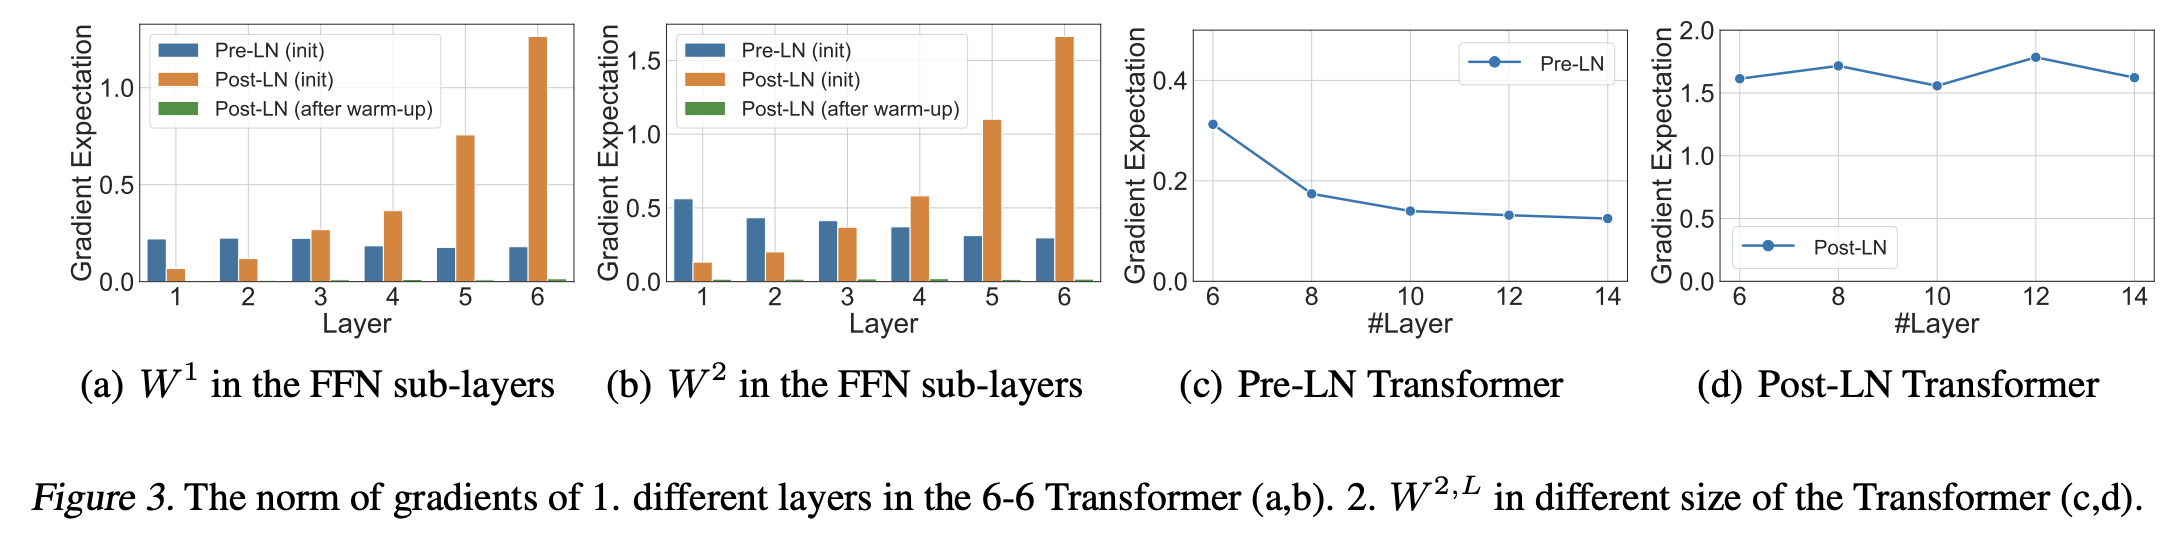 Gradient Expectation
1.0
0.5
0.0
Pre-LN (init)
Post-LN (init)
Post-LN (after warm-up)
1 2 3 4 5 6
Layer
(a) W¹ in the FFN sub-layers
Gradient Expectation
1.5
1.0
0.5
0.0
Pre-LN (init)
Post-LN (init)
Post-LN (after warm-up)
1 2 3 4 5 6
Layer
(b) W² in the FFN sub-layers
Gradient Expectation
0.4
0.2
0.0
Pre-LN
6 8 10 12 14
#Layer
(c) Pre-LN Transformer
Gradient Expectation
2.0
1.5
1.0
0.5
0.0
Post-LN
6 8 10 12 14
#Layer
(d) Post-LN Transformer
Figure 3. The norm of gradients of 1. different layers in the 6-6 Transformer (a,b). 2. W^{2,L} in different size of the Transformer (c,d).